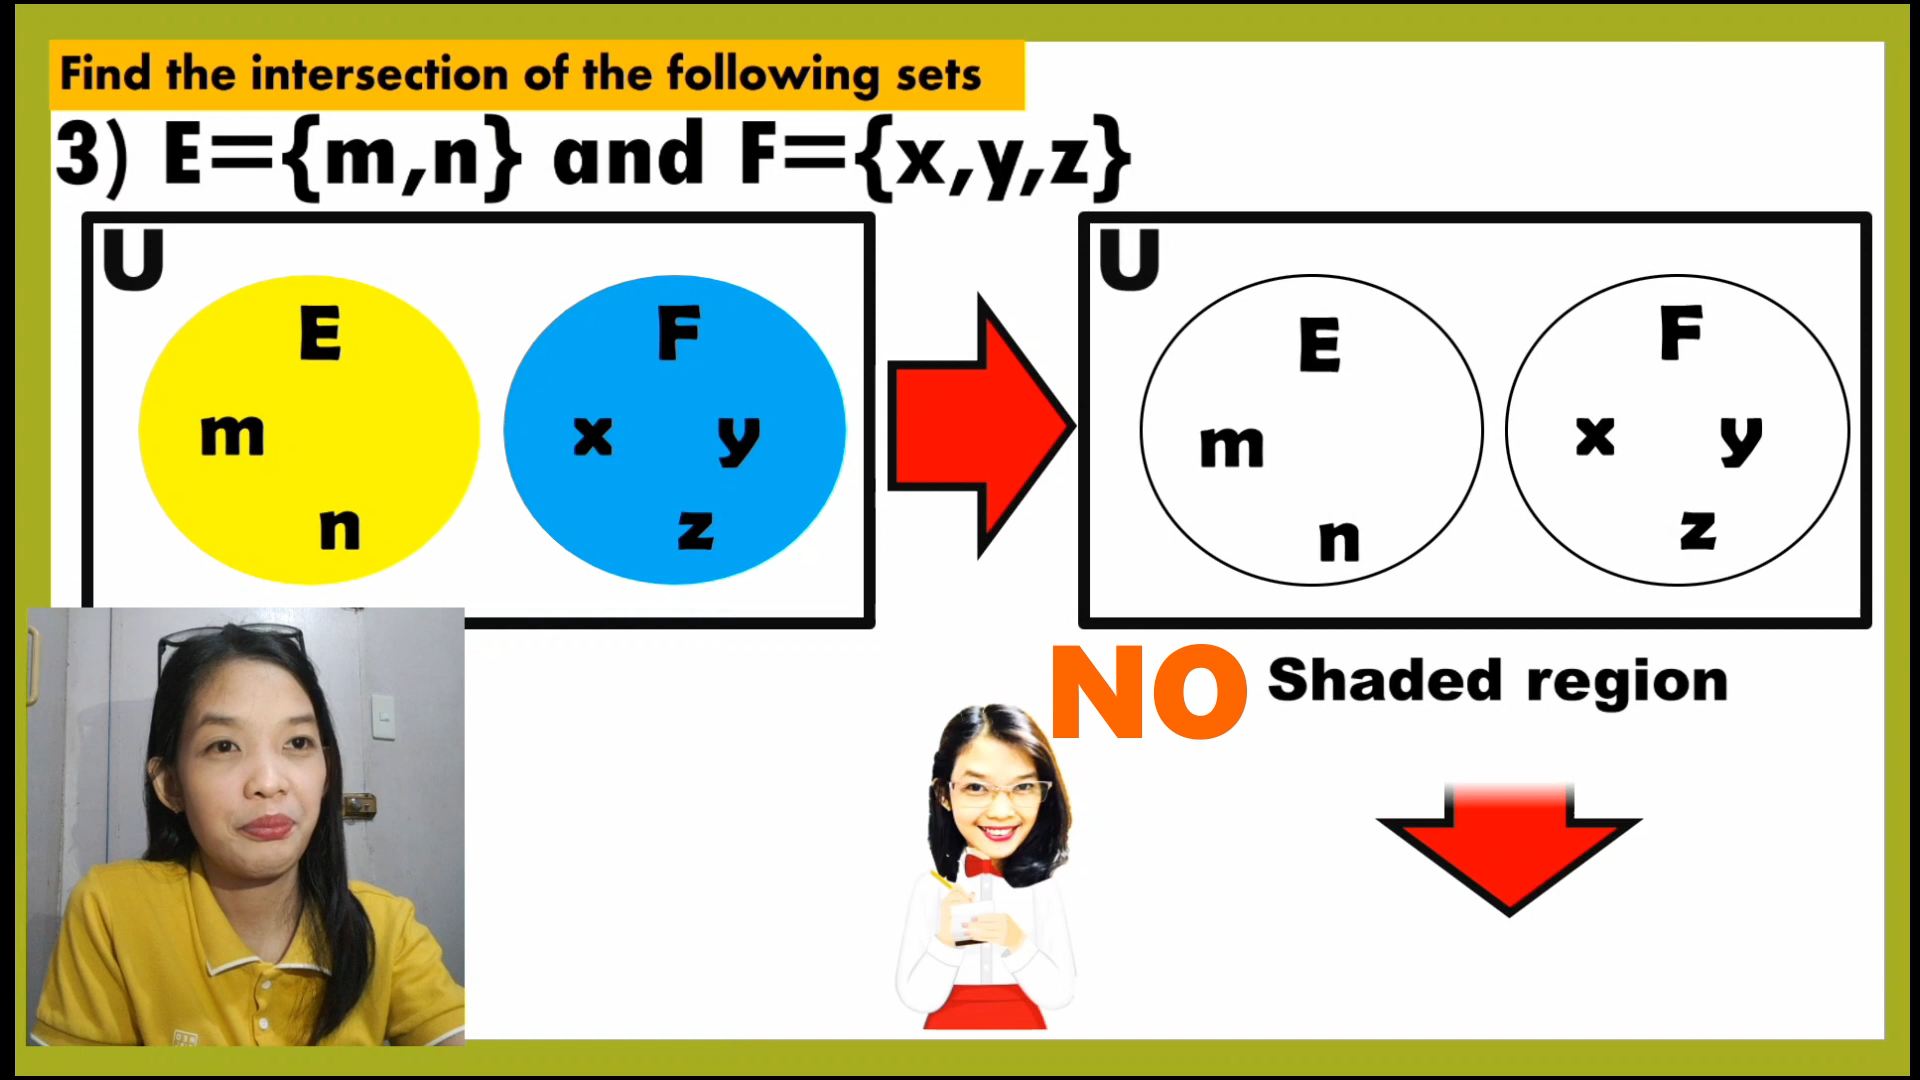 Find the intersection of the following sets
3) E={m,n} and F={x,y,z}
U
E
m
n
F
x y
z
U
E
m
n
F
x y
z
NO Shaded region